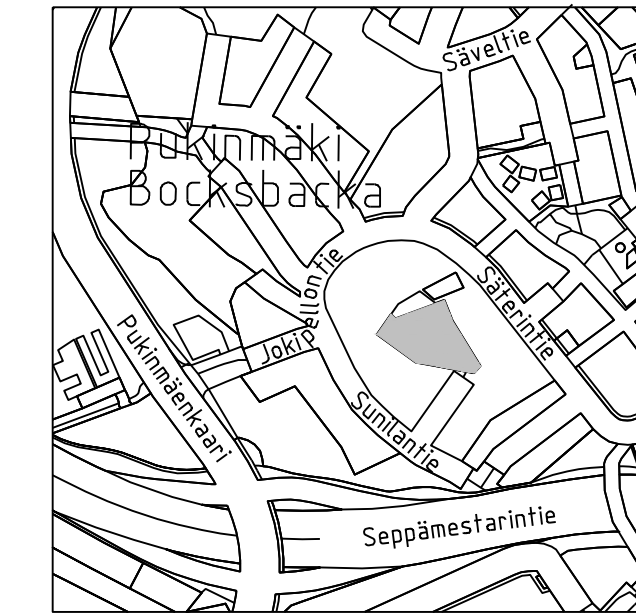 Säveltie
Pukinmäki
Bocksbacka
Säterintie
Jokipellontie
Pukinmäenkaari
Sunilantie
Seppämestarintie